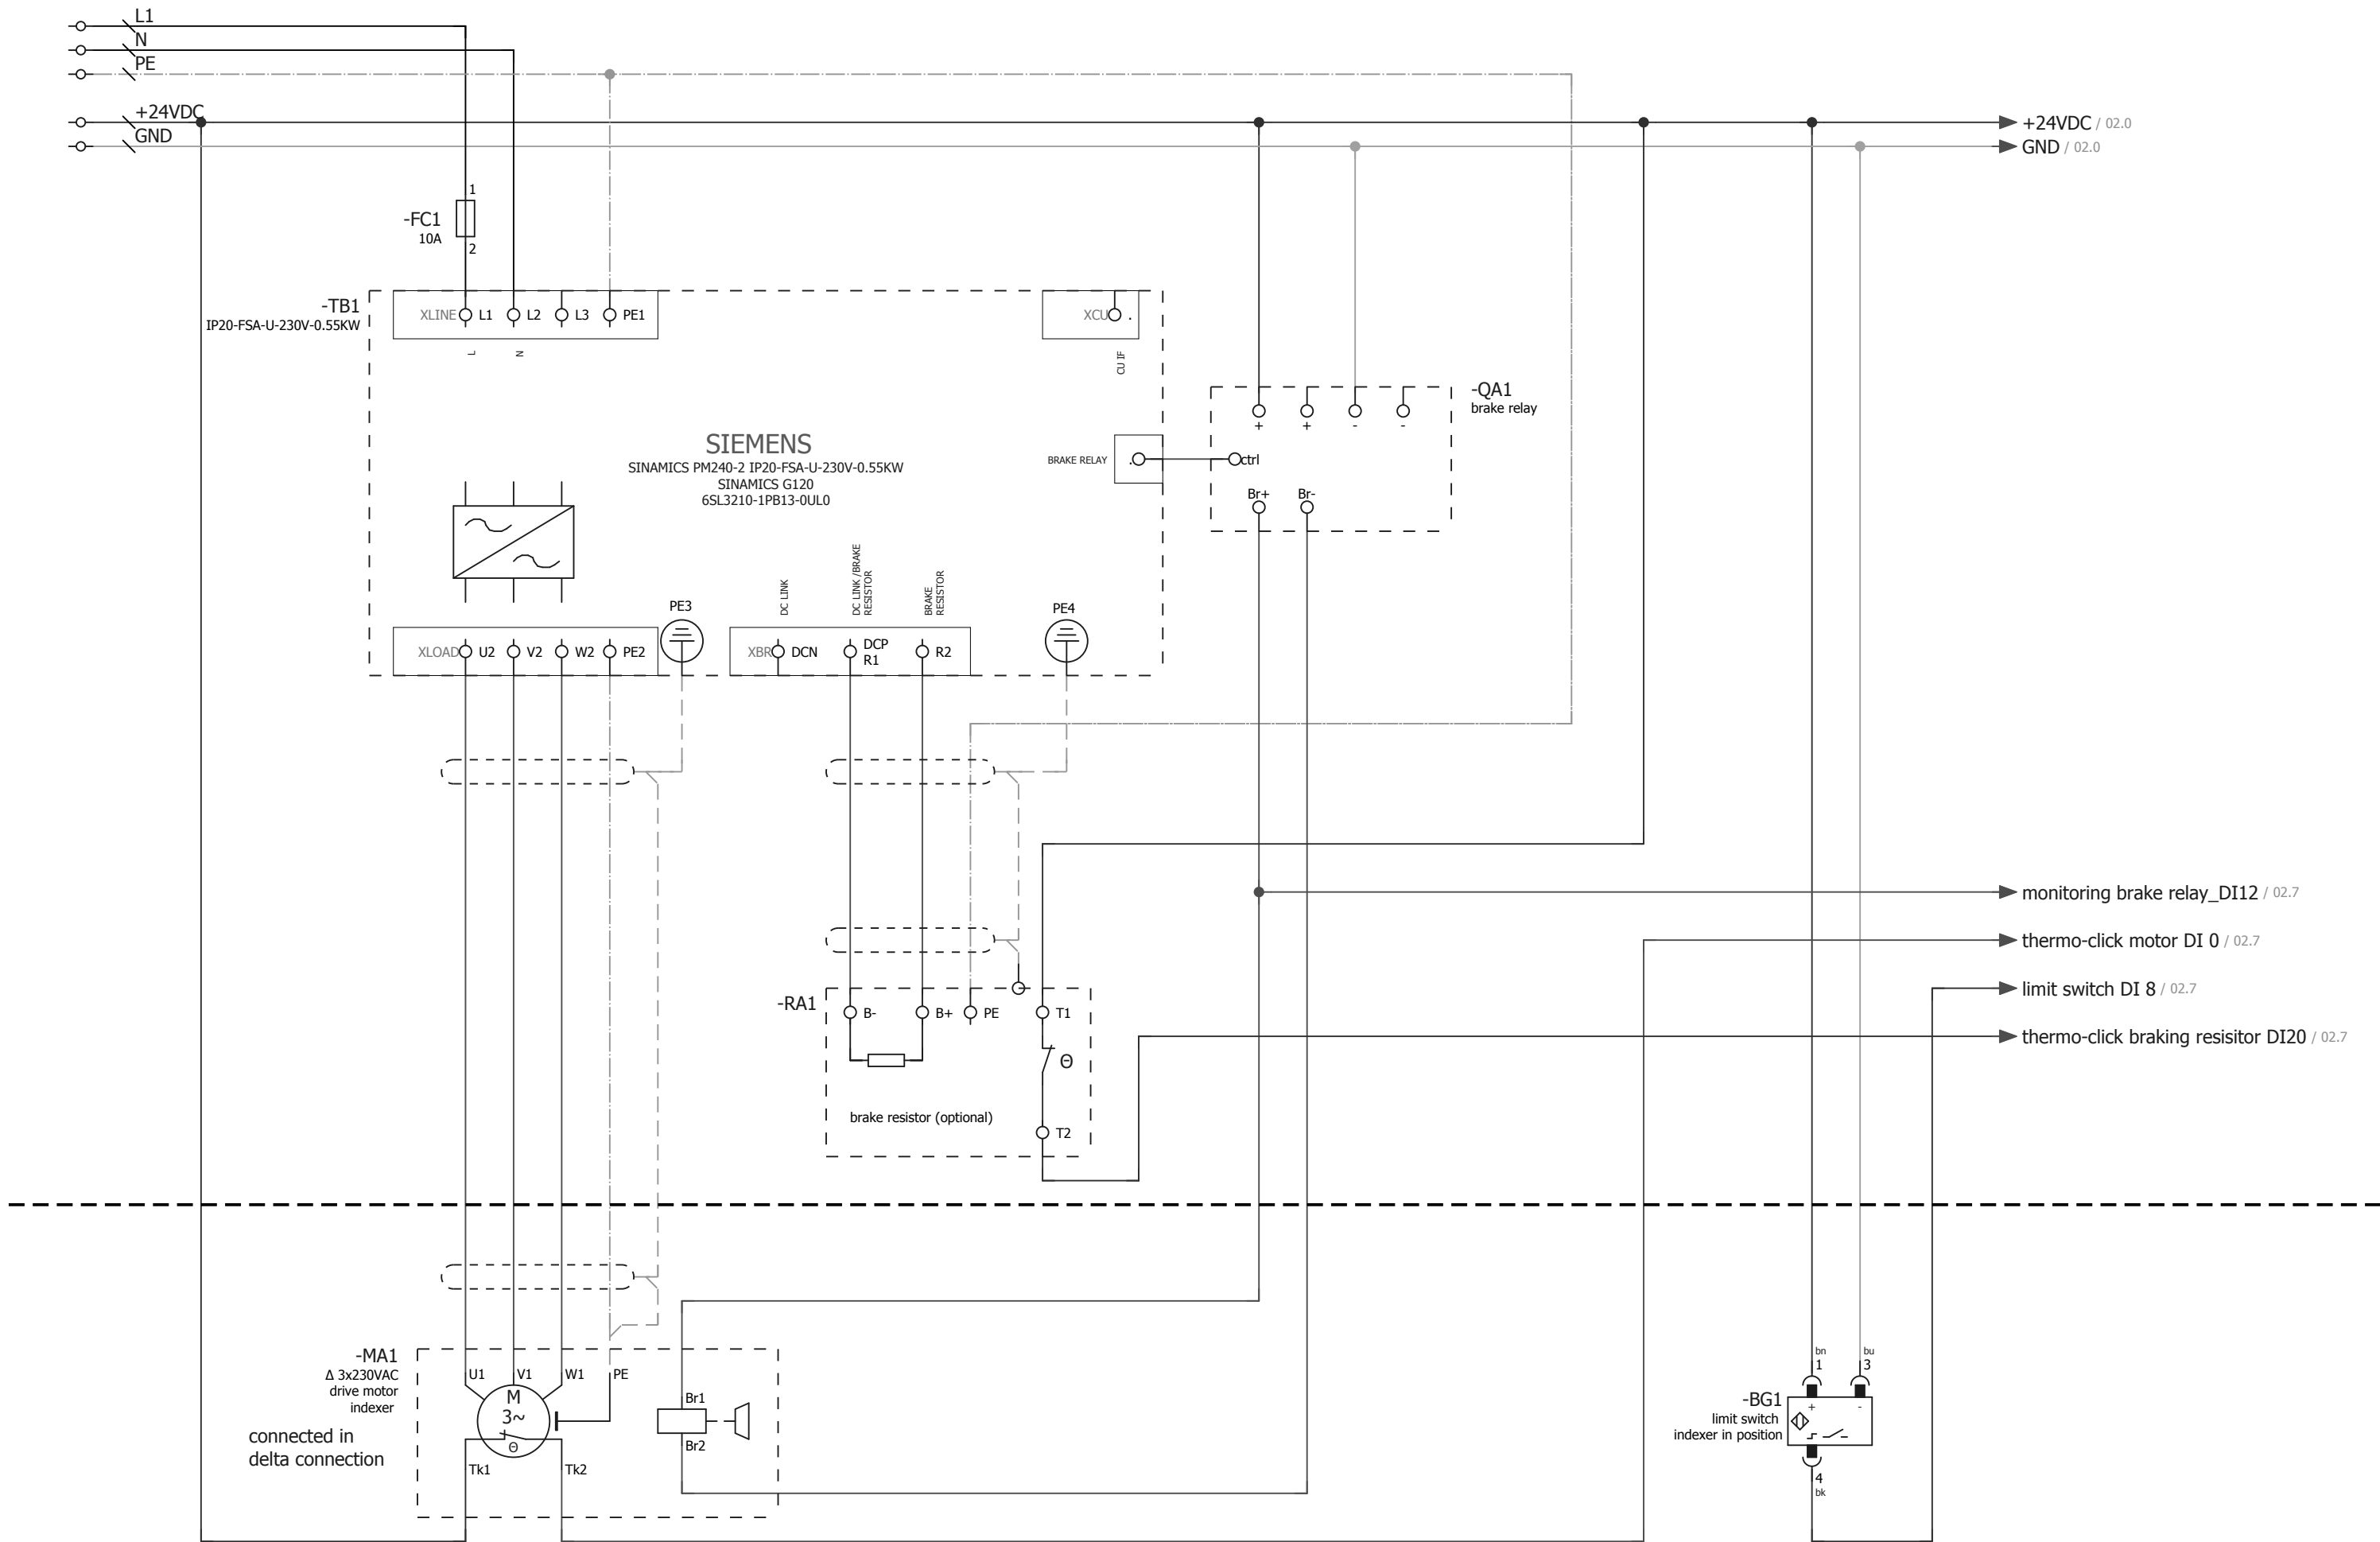 L1
N
PE
+24VDC
GND
+24VDC / 02.0
GND / 02.0
1
-FC1
10A
2
-TB1
IP20-FSA-U-230V-0.55KW
XLINE L1 L2 L3 PE1
L N
XCU .
CU IF
-QA1
brake relay
+ + - -
SIEMENS
SINAMICS PM240-2 IP20-FSA-U-230V-0.55KW
SINAMICS G120
6SL3210-1PB13-0UL0
BRAKE RELAY .
ctrl
Br+ Br-
DC LINK
DC LINK /BRAKE
RESISTOR
BRAKE
RESISTOR
PE3
PE4
XLOAD U2 V2 W2 PE2
XBR DCN
DCP
R1
R2
monitoring brake relay_DI12 / 02.7
thermo-click motor DI 0 / 02.7
limit switch DI 8 / 02.7
thermo-click braking resisitor DI20 / 02.7
-RA1
B- B+ PE T1
Θ
brake resistor (optional)
T2
-MA1
Δ 3x230VAC
drive motor
indexer
connected in
delta connection
U1 V1 W1 PE
M
3~
Θ
Tk1 Tk2
Br1
Br2
bn bu
1 3
-BG1
limit switch
indexer in position
+ -
4
bk